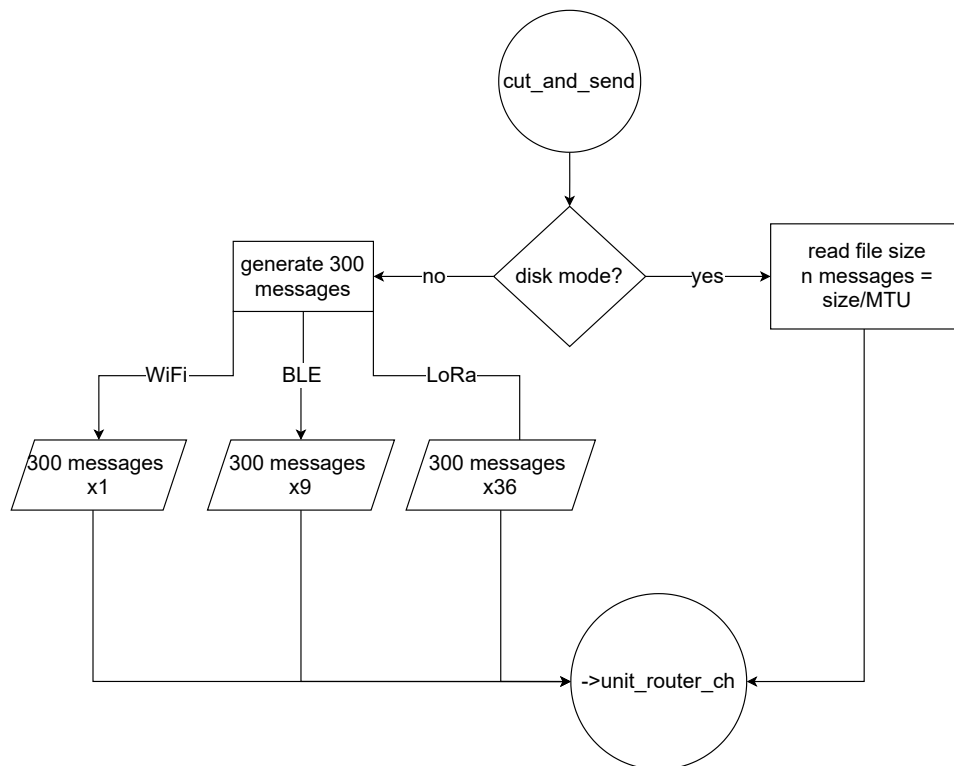 cut_and_send
disk mode?
no
yes
generate 300
messages
read file size
n messages =
size/MTU
WiFi
BLE
LoRa
300 messages
x1
300 messages
x9
300 messages
x36
->unit_router_ch